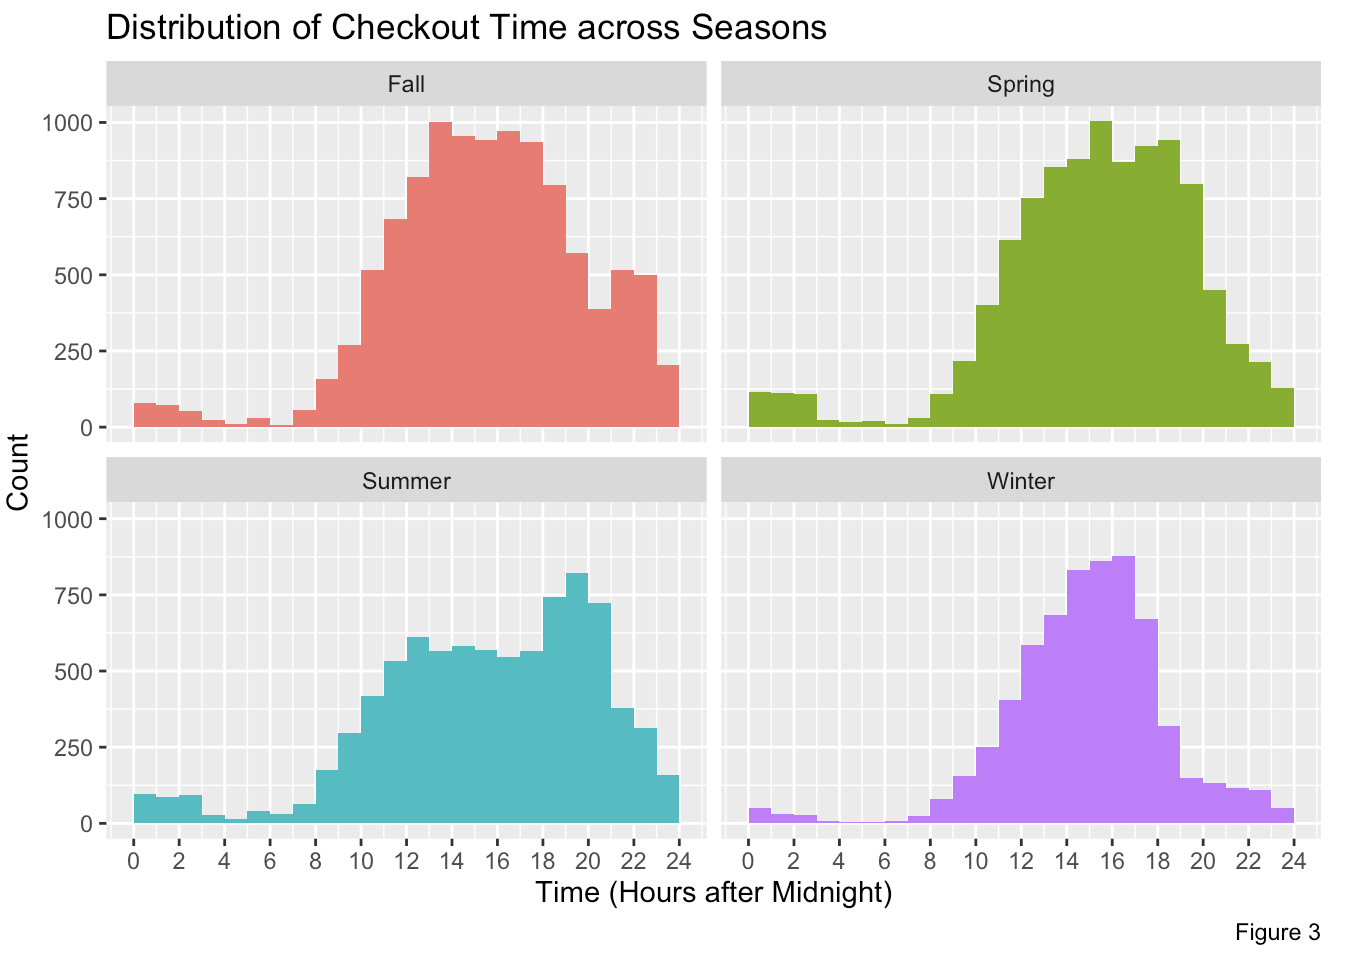 Distribution of Checkout Time across Seasons
Fall
Spring
1000
750
500
250
0
Summer
Winter
1000
750
500
250
0
Count
0 2 4 6 8 10 12 14 16 18 20 22 24
0 2 4 6 8 10 12 14 16 18 20 22 24
Time (Hours after Midnight)
Figure 3